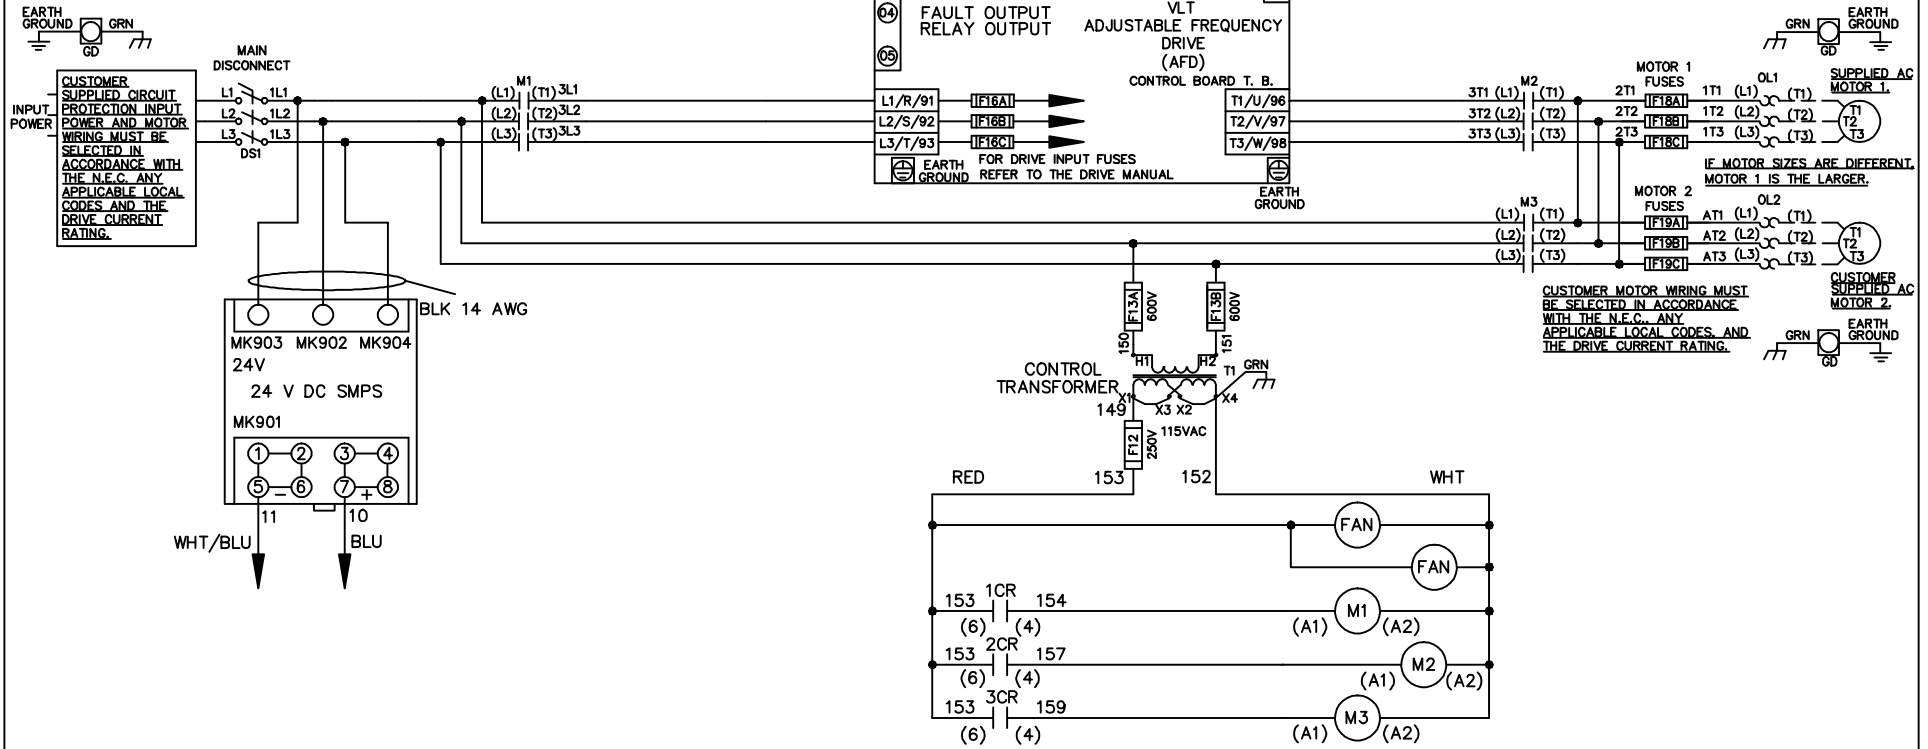 EARTH
GROUND
GRN
GD
MAIN
DISCONNECT
CUSTOMER
SUPPLIED CIRCUIT
PROTECTION INPUT
POWER AND MOTOR
WIRING MUST BE
SELECTED IN
ACCORDANCE WITH
THE N.E.C. ANY
APPLICABLE LOCAL
CODES AND THE
DRIVE CURRENT
RATING.
INPUT
POWER
L1 1L1
L2 1L2
L3 1L3
DS1
M1
(L1) (T1) 3L1
(L2) (T2) 3L2
(L3) (T3) 3L3
04
05
FAULT OUTPUT
RELAY OUTPUT
VLT
ADJUSTABLE FREQUENCY
DRIVE
(AFD)
CONTROL BOARD T. B.
L1/R/91 F16A
L2/S/92 F16B
L3/T/93 F16C
T1/U/96
T2/V/97
T3/W/98
EARTH
GROUND
FOR DRIVE INPUT FUSES
REFER TO THE DRIVE MANUAL
EARTH
GROUND
M2
3T1 (L1) (T1)
3T2 (L2) (T2)
3T3 (L3) (T3)
MOTOR 1
FUSES
2T1 F18A 1T1 (L1) (T1)
2T2 F18B 1T2 (L2) (T2)
2T3 F18C 1T3 (L3) (T3)
OL1
T1
T2
T3
SUPPLIED AC
MOTOR 1.
GRN
GD
EARTH
GROUND
IF MOTOR SIZES ARE DIFFERENT,
MOTOR 1 IS THE LARGER.
M3
(L1) (T1)
(L2) (T2)
(L3) (T3)
MOTOR 2
FUSES
F19A AT1 (L1) (T1)
F19B AT2 (L2) (T2)
F19C AT3 (L3) (T3)
OL2
T1
T2
T3
CUSTOMER
SUPPLIED AC
MOTOR 2.
CUSTOMER MOTOR WIRING MUST
BE SELECTED IN ACCORDANCE
WITH THE N.E.C., ANY
APPLICABLE LOCAL CODES, AND
THE DRIVE CURRENT RATING.
GRN
GD
EARTH
GROUND
BLK 14 AWG
MK903 MK902 MK904
24V
24 V DC SMPS
MK901
1 2 3 4
5 - 6 7 + 8
11 10
WHT/BLU BLU
F13A
600V
F13B
600V
150
151
H1 H2
T1
GRN
CONTROL
TRANSFORMER
X1 X3 X2 X4
149
115VAC
F12
250V
RED 153 152 WHT
FAN
FAN
153 1CR 154
(6) (4)
(A1) M1 (A2)
153 2CR 157
(6) (4)
(A1) M2 (A2)
153 3CR 159
(6) (4)
(A1) M3 (A2)